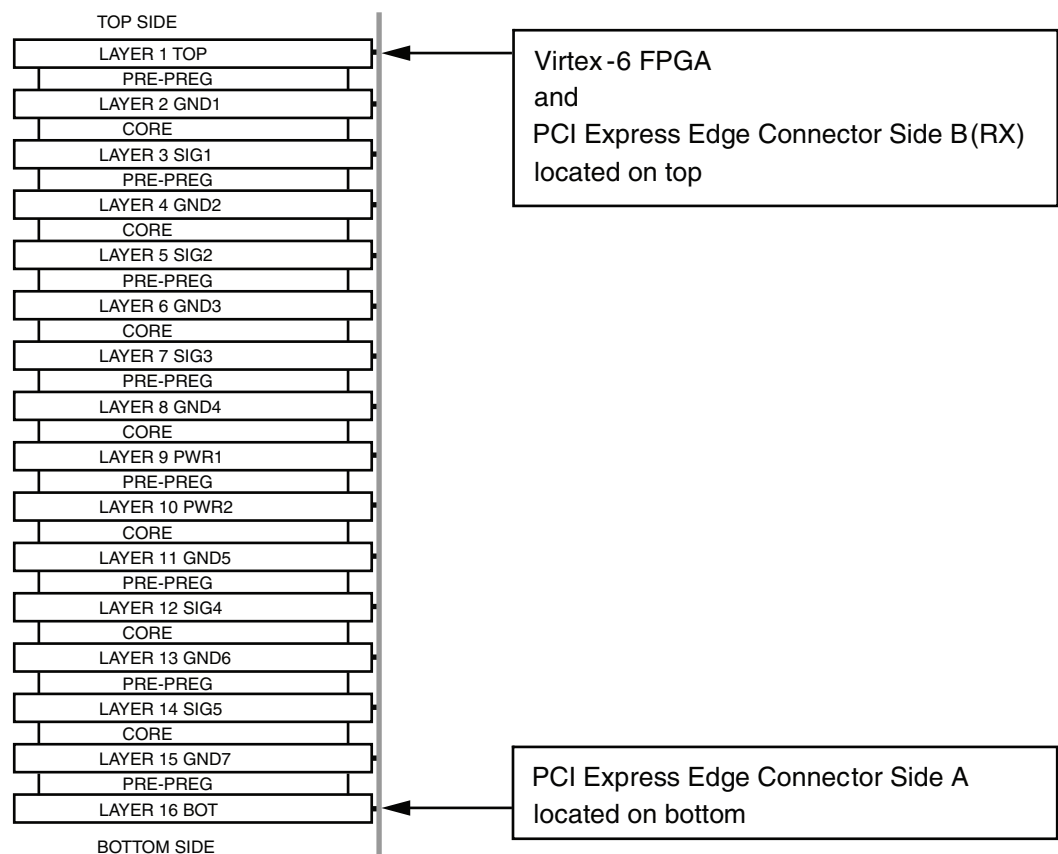 TOP SIDE
LAYER 1 TOP
PRE-PREG
LAYER 2 GND1
CORE
LAYER 3 SIG1
PRE-PREG
LAYER 4 GND2
CORE
LAYER 5 SIG2
PRE-PREG
LAYER 6 GND3
CORE
LAYER 7 SIG3
PRE-PREG
LAYER 8 GND4
CORE
LAYER 9 PWR1
PRE-PREG
LAYER 10 PWR2
CORE
LAYER 11 GND5
PRE-PREG
LAYER 12 SIG4
CORE
LAYER 13 GND6
PRE-PREG
LAYER 14 SIG5
CORE
LAYER 15 GND7
PRE-PREG
LAYER 16 BOT
BOTTOM SIDE
Virtex-6 FPGA
and
PCI Express Edge Connector Side B(RX)
located on top
PCI Express Edge Connector Side A
located on bottom